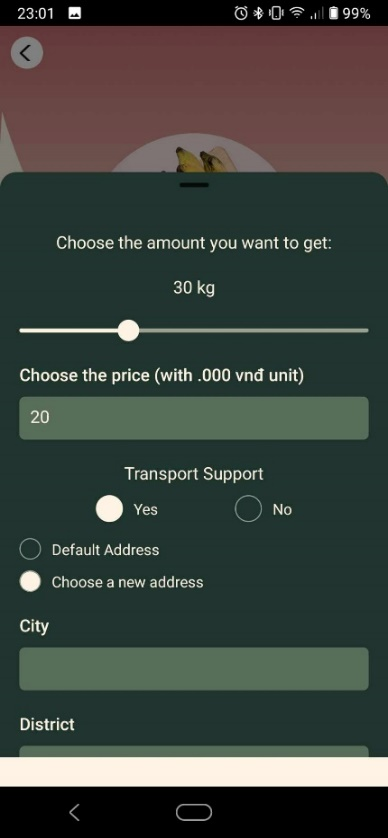 23:01
99%
Choose the amount you want to get:
30 kg
Choose the price (with .000 vnđ unit)
20
Transport Support
Yes
No
Default Address
Choose a new address
City
District